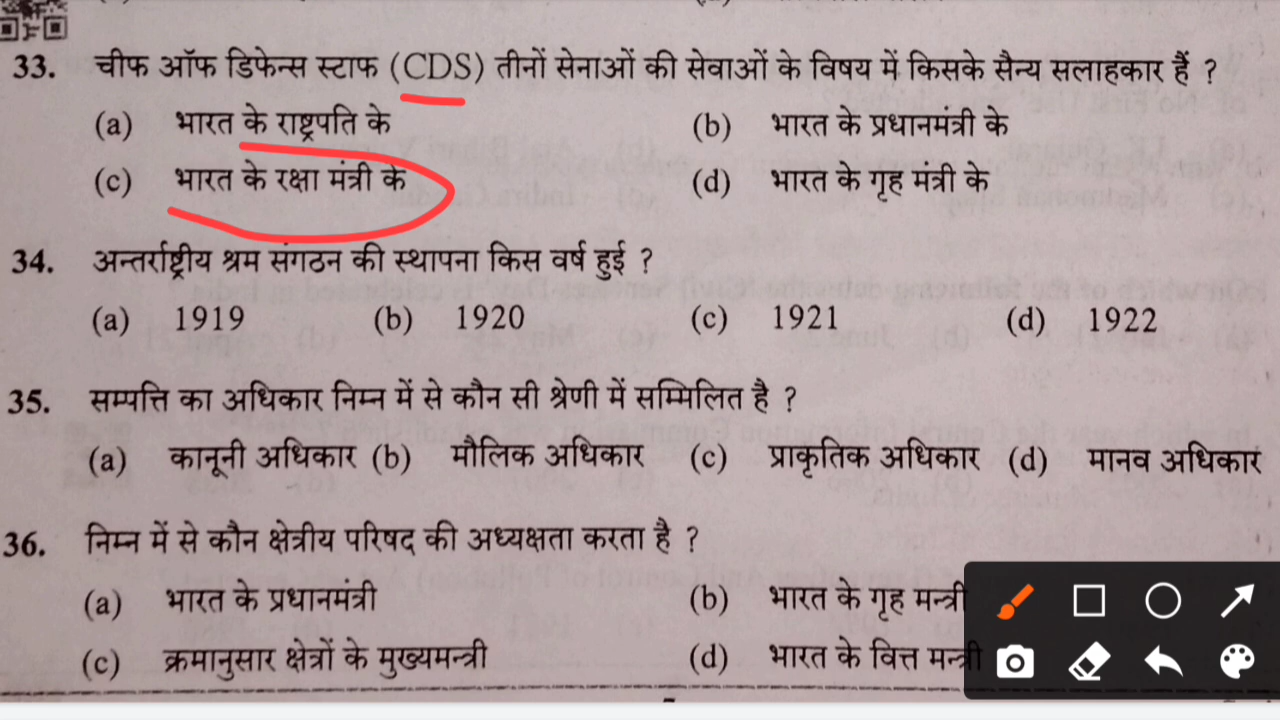 33. चीफ ऑफ डिफेन्स स्टाफ (CDS) तीनों सेनाओं की सेवाओं के विषय में किसके सैन्य सलाहकार हैं ?
(a) भारत के राष्ट्रपति के (b) भारत के प्रधानमंत्री के
(c) भारत के रक्षा मंत्री के (d) भारत के गृह मंत्री के
34. अन्तर्राष्ट्रीय श्रम संगठन की स्थापना किस वर्ष हुई ?
(a) 1919 (b) 1920 (c) 1921 (d) 1922
35. सम्पत्ति का अधिकार निम्न में से कौन सी श्रेणी में सम्मिलित है ?
(a) कानूनी अधिकार (b) मौलिक अधिकार (c) प्राकृतिक अधिकार (d) मानव अधिकार
36. निम्न में से कौन क्षेत्रीय परिषद की अध्यक्षता करता है ?
(a) भारत के प्रधानमंत्री (b) भारत के गृह मन्त्री
(c) क्रमानुसार क्षेत्रों के मुख्यमन्त्री (d) भारत के वित्त मन्त्री